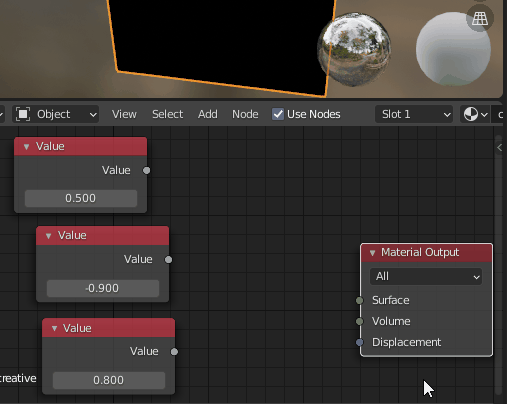 Object View Select Add Node Use Nodes Slot 1
Value
Value
0.500
Value
Value
-0.900
Value
Value
0.800
Material Output
All
Surface
Volume
Displacement